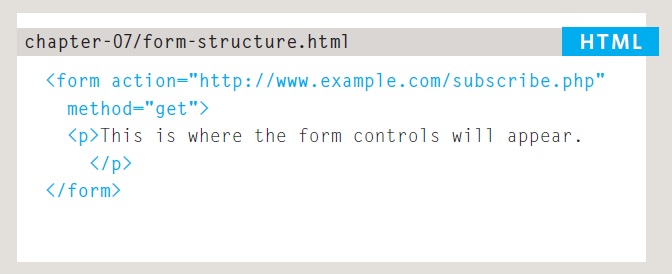 chapter-07/form-structure.html
HTML
<form action="http://www.example.com/subscribe.php"
method="get">
<p>This is where the form controls will appear.
</p>
</form>